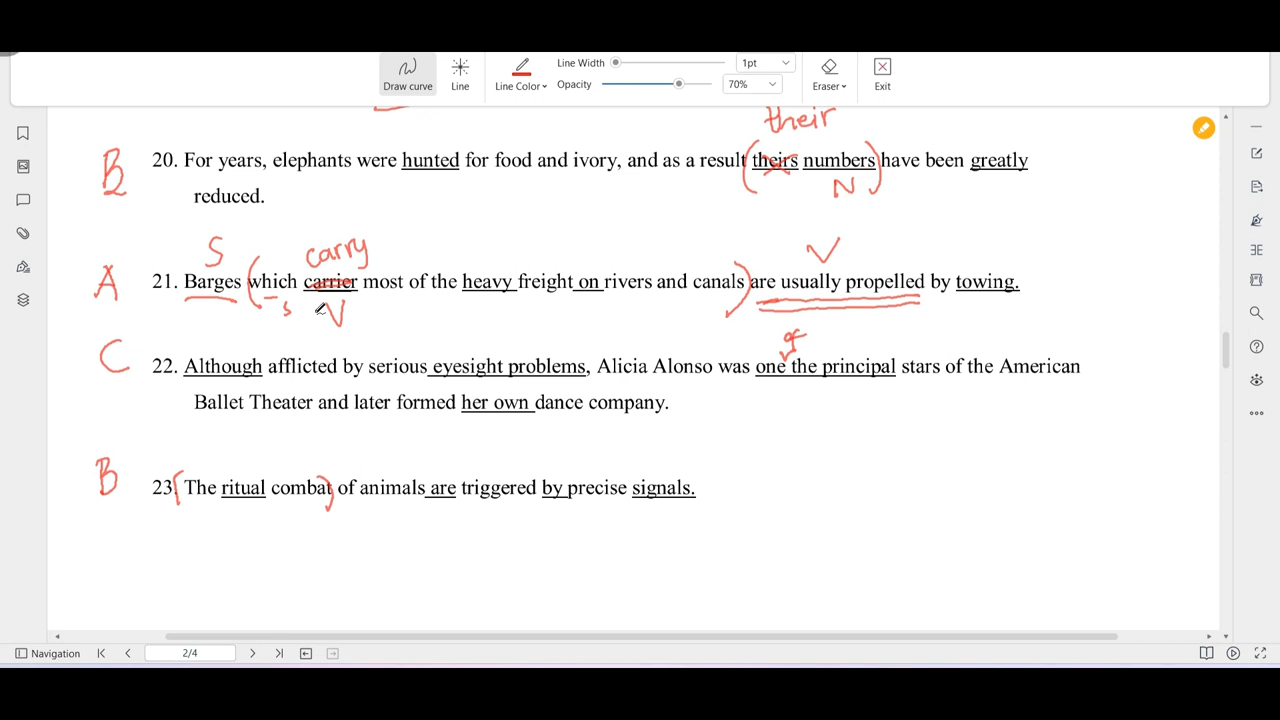 Line Width
1pt
Draw curve
Line
Line Color
Opacity
70%
Eraser
Exit
their
B
20. For years, elephants were hunted for food and ivory, and as a result theirs numbers have been greatly
N
reduced.
S
carry
V
A
21. Barges which carrier most of the heavy freight on rivers and canals are usually propelled by towing.
s
V
of
C
22. Although afflicted by serious eyesight problems, Alicia Alonso was one the principal stars of the American
Ballet Theater and later formed her own dance company.
B
23. The ritual combat of animals are triggered by precise signals.
Navigation
2/4